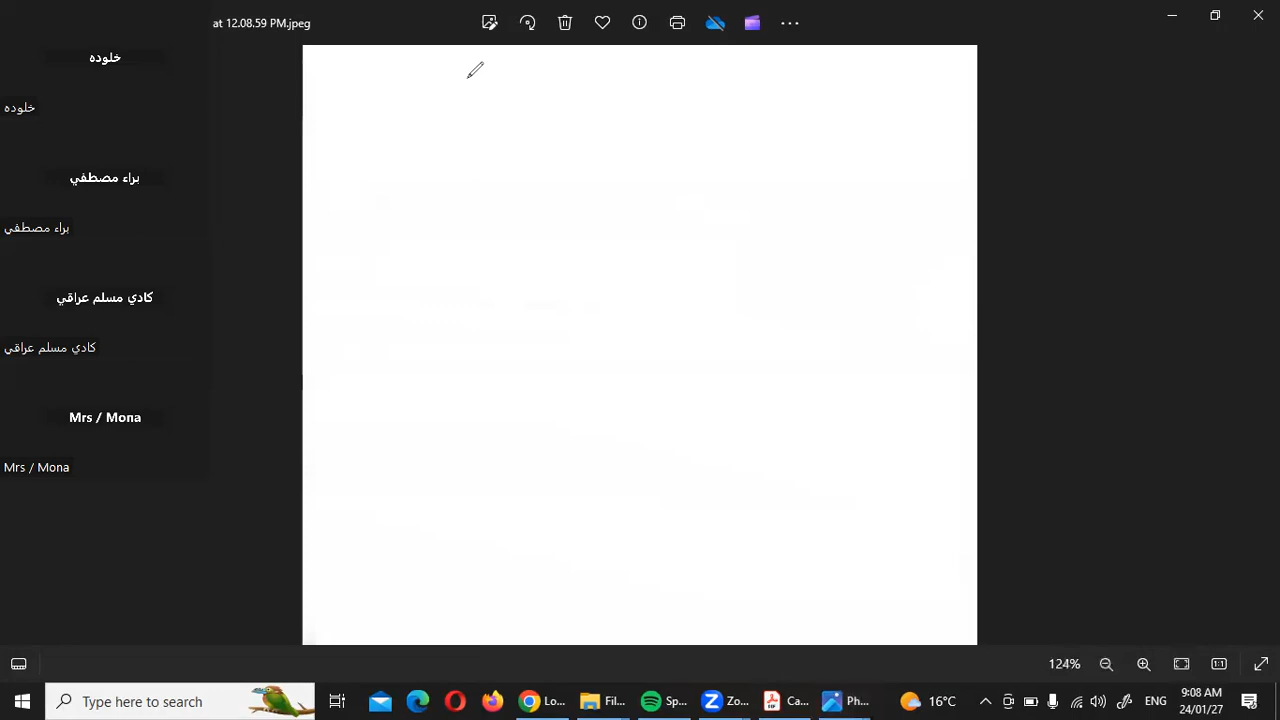 at 12.08.59 PM.jpeg
خلوده
خلوده
براء مصطفي
براء مصطفي
كادي مسلم عراقي
كادي مسلم عراقي
Mrs / Mona
Mrs / Mona
124%
1:1
Type here to search
Lo...
Fil...
Sp...
Zo...
Ca...
Ph...
16°C
ENG
9:08 AM
24/01/27